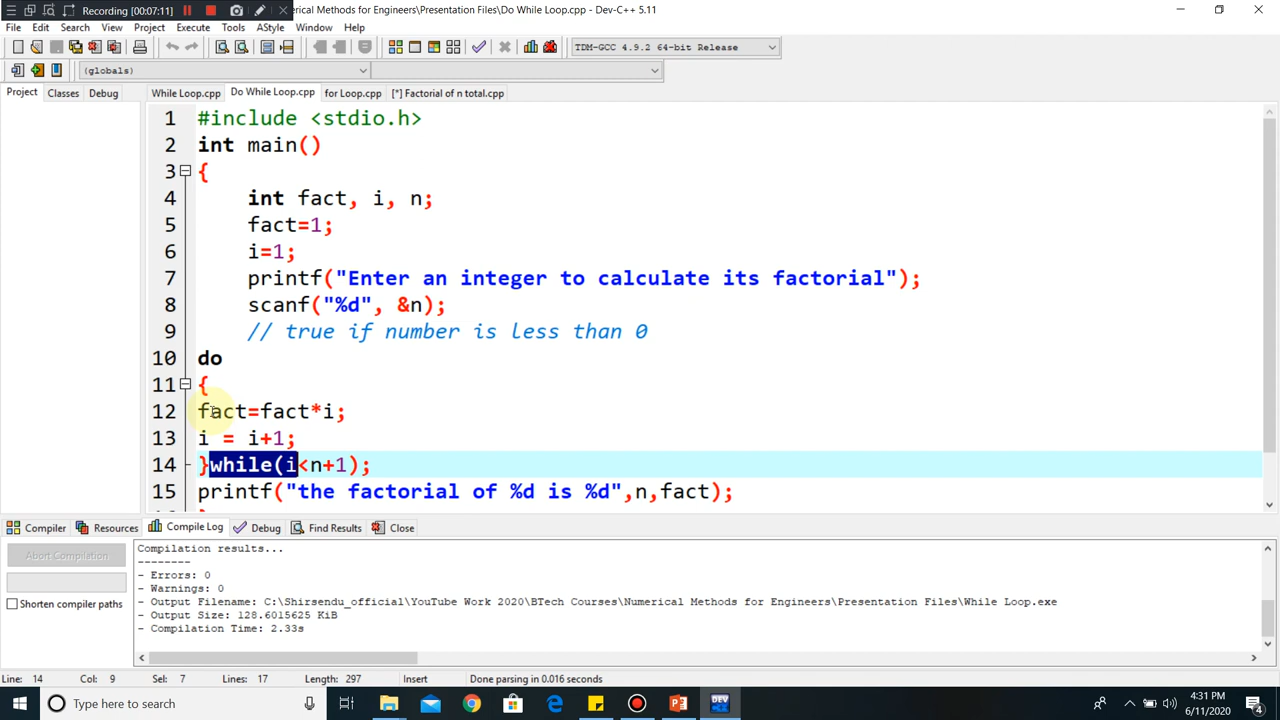 Recording [ 00:07:11 ]
erical Methods for Engineers\Presentation Files\Do While Loop.cpp - Dev-C++ 5.11
File Edit Search View Project Execute Tools AStyle Window Help
TDM-GCC 4.9.2 64-bit Release
(globals)
Project Classes Debug
While Loop.cpp Do While Loop.cpp for Loop.cpp [*] Factorial of n total.cpp
1 #include <stdio.h>
2 int main()
3 {
4 int fact, i, n;
5 fact=1;
6 i=1;
7 printf("Enter an integer to calculate its factorial");
8 scanf("%d", &n);
9 // true if number is less than 0
10 do
11 {
12 fact=fact*i;
13 i = i+1;
14 }while(i<n+1);
15 printf("the factorial of %d is %d",n,fact);
Compiler Resources Compile Log Debug Find Results Close
Abort Compilation
Shorten compiler paths
Compilation results...
--------
- Errors: 0
- Warnings: 0
- Output Filename: C:\Shirsendu_official\YouTube Work 2020\BTech Courses\Numerical Methods for Engineers\Presentation Files\While Loop.exe
- Output Size: 128.6015625 KiB
- Compilation Time: 2.33s
Line: 14 Col: 9 Sel: 7 Lines: 17 Length: 297 Insert Done parsing in 0.016 seconds
Type here to search
4:31 PM
6/11/2020
4